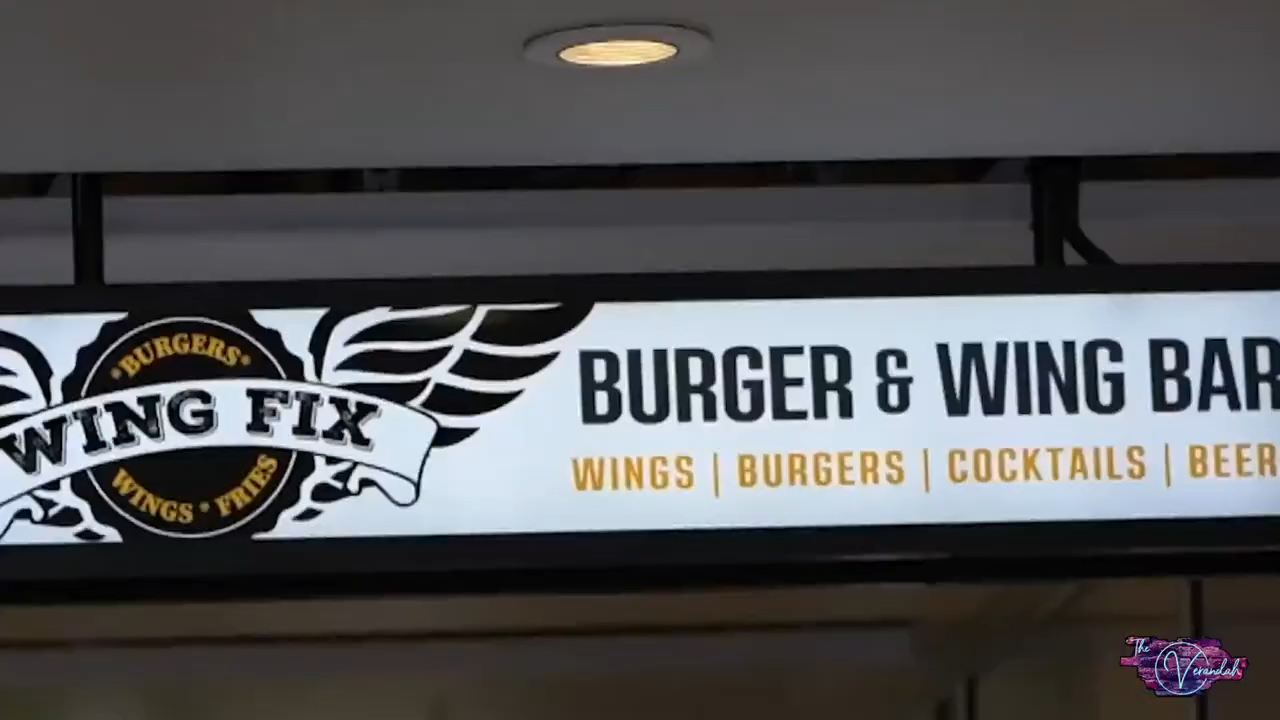 *BURGERS*
WING FIX
WINGS * FRIES
BURGER & WING BAR
WINGS | BURGERS | COCKTAILS | BEER
The Verandah